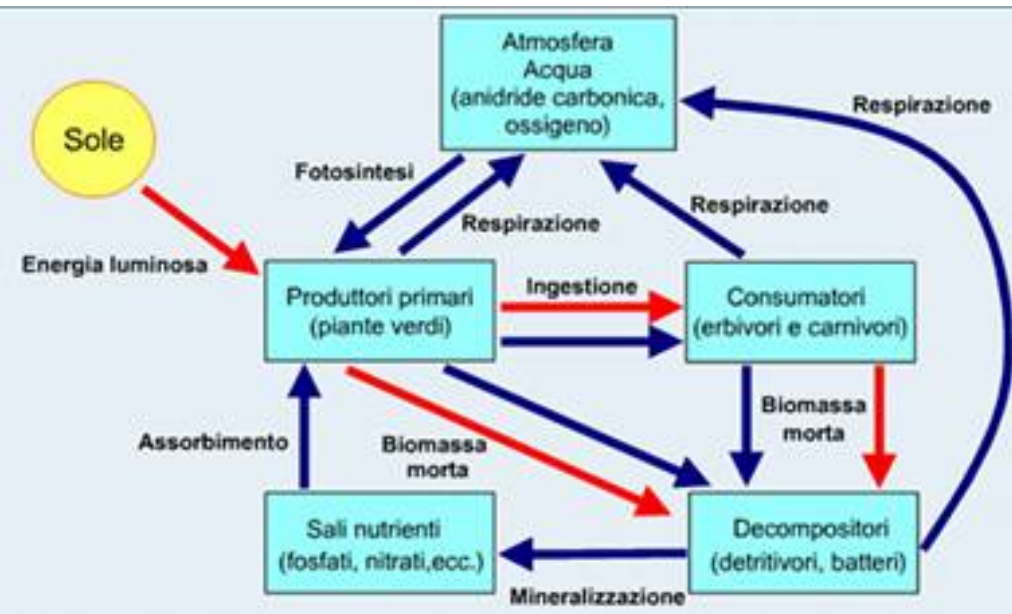 Atmosfera
Acqua
(anidride carbonica,
ossigeno)
Respirazione
Sole
Fotosintesi
Respirazione
Respirazione
Energia luminosa
Produttori primari
(piante verdi)
Ingestione
Consumatori
(erbivori e carnivori)
Assorbimento
Biomassa
morta
Biomassa
morta
Sali nutrienti
(fosfati, nitrati,ecc.)
Decompositori
(detritivori, batteri)
Mineralizzazione